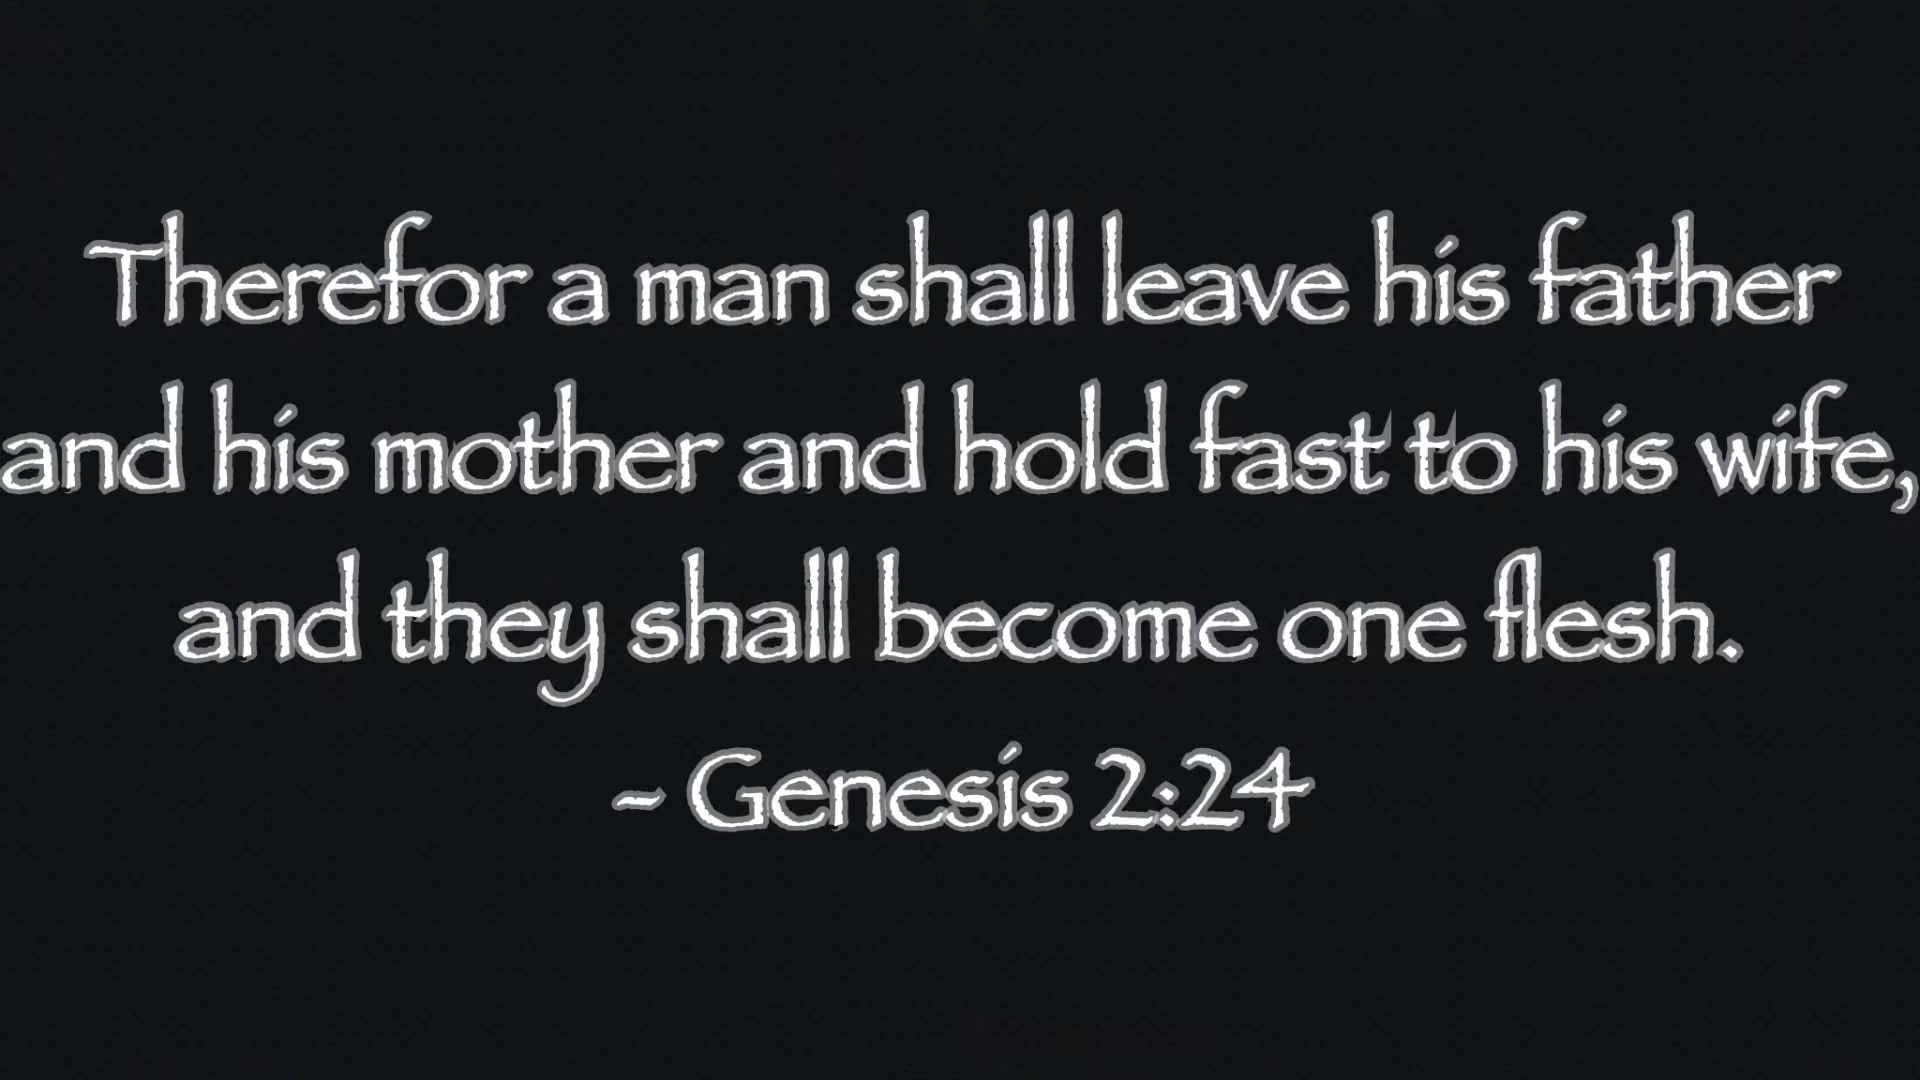 Therefor a man shall leave his father
and his mother and hold fast to his wife,
and they shall become one flesh.
- Genesis 2:24